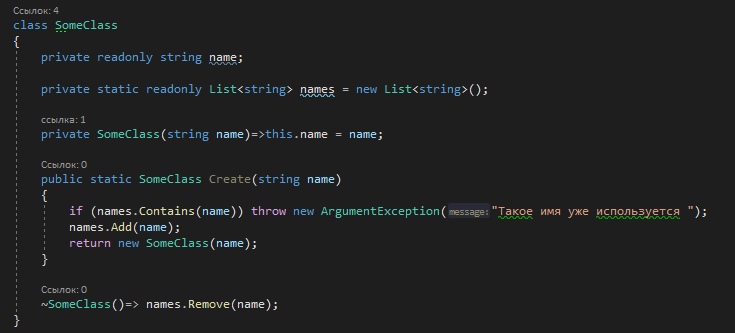 Ссылок: 4
class SomeClass
{
private readonly string name;
private static readonly List<string> names = new List<string>();
ссылка: 1
private SomeClass(string name)=>this.name = name;
Ссылок: 0
public static SomeClass Create(string name)
{
if (names.Contains(name)) throw new ArgumentException(message:"Такое имя уже используется ");
names.Add(name);
return new SomeClass(name);
}
Ссылок: 0
~SomeClass()=> names.Remove(name);
}